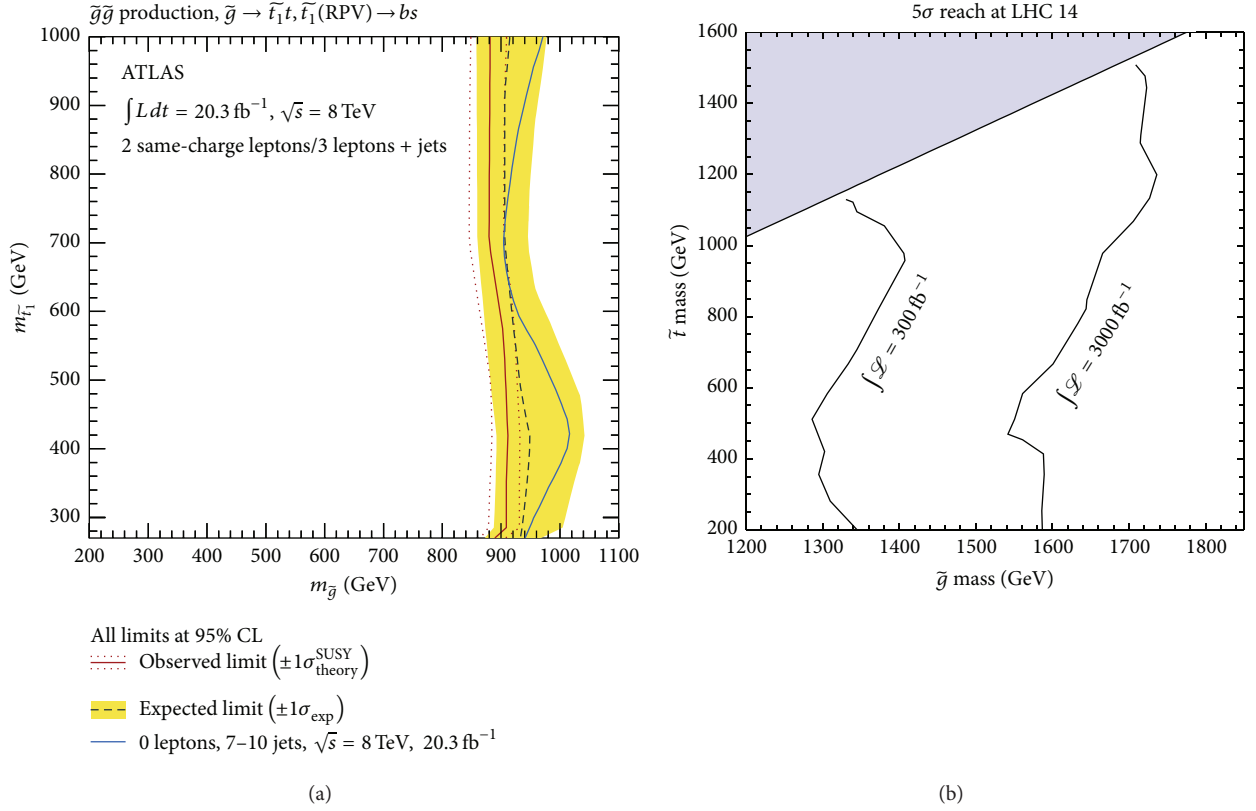 g̃g̃ production, g̃ → t̃₁t, t̃₁(RPV) → bs
1000
900
800
700
600
500
400
300
m_t̃₁ (GeV)
ATLAS
∫L dt = 20.3 fb⁻¹, √s = 8 TeV
2 same-charge leptons/3 leptons + jets
200 300 400 500 600 700 800 900 1000 1100
m_g̃ (GeV)
All limits at 95% CL
Observed limit (±1σ^SUSY_theory)
Expected limit (±1σ_exp)
0 leptons, 7–10 jets, √s = 8 TeV, 20.3 fb⁻¹
(a)
5σ reach at LHC 14
1600
1400
1200
1000
800
600
400
200
t̃ mass (GeV)
∫ℒ = 300 fb⁻¹
∫ℒ = 3000 fb⁻¹
1200 1300 1400 1500 1600 1700 1800
g̃ mass (GeV)
(b)